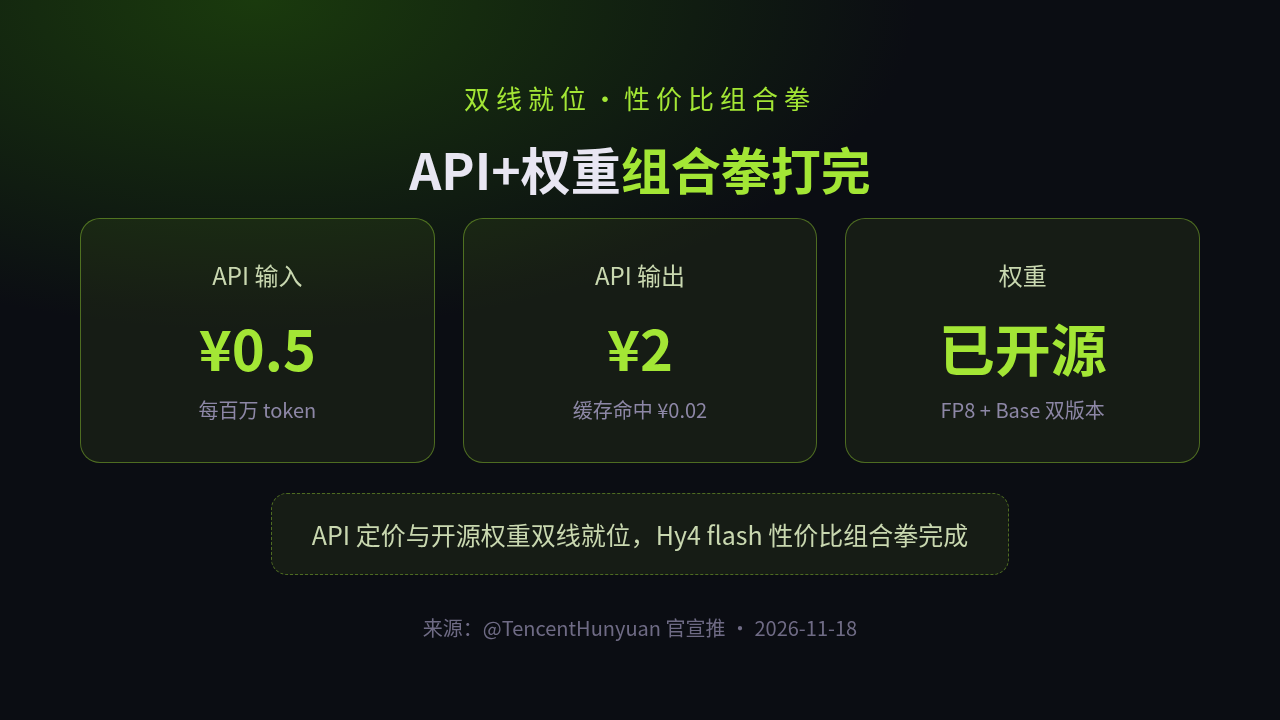 双线就位·性价比组合拳
API+权重组合拳打完
API 输入
¥0.5
每百万 token
API 输出
¥2
缓存命中 ¥0.02
权重
已开源
FP8 + Base 双版本
API 定价与开源权重双线就位，Hy4 flash 性价比组合拳完成
来源：@TencentHunyuan 官宣推 · 2026-11-18